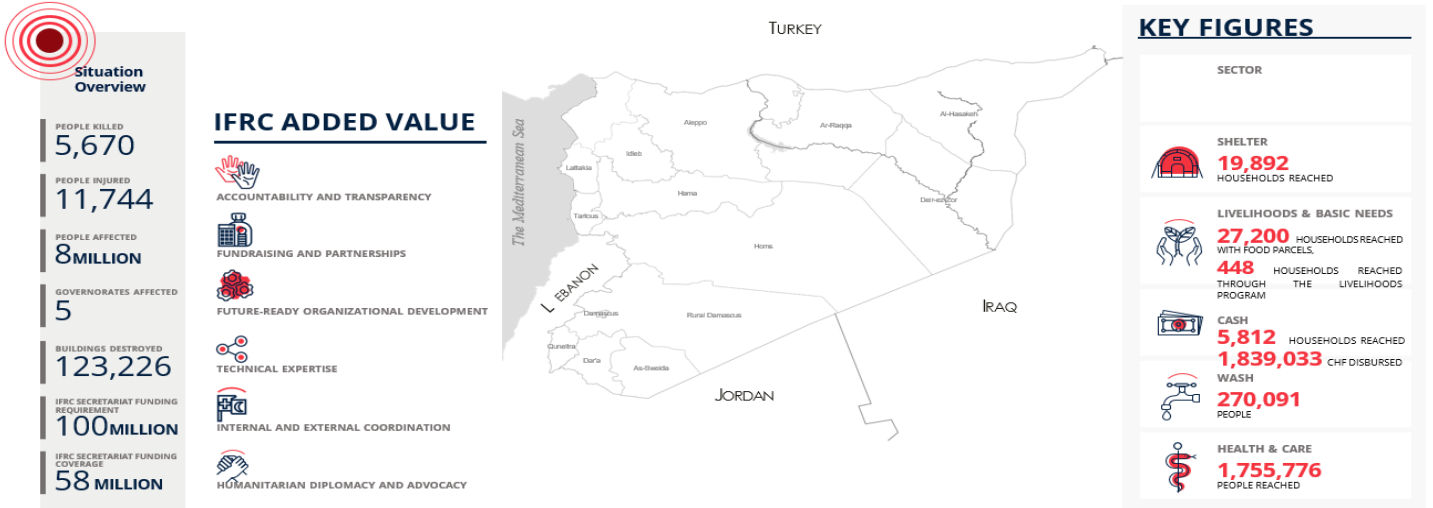 Situation
Overview
PEOPLE KILLED
5,670
PEOPLE INJURED
11,744
PEOPLE AFFECTED
8 MILLION
GOVERNORATES AFFECTED
5
BUILDINGS DESTROYED
123,226
IFRC SECRETARIAT FUNDING
REQUIREMENT
100 MILLION
IFRC SECRETARIAT FUNDING
COVERAGE
58 MILLION
IFRC ADDED VALUE
ACCOUNTABILITY AND TRANSPARENCY
FUNDRAISING AND PARTNERSHIPS
FUTURE-READY ORGANIZATIONAL DEVELOPMENT
TECHNICAL EXPERTISE
INTERNAL AND EXTERNAL COORDINATION
HUMANITARIAN DIPLOMACY AND ADVOCACY
TURKEY
The Mediterranean Sea
Aleppo
Al-Hasakeh
Ar-Raqqa
Idleb
Lattakia
Hama
Deir-ez-Zor
Tartous
Homs
LEBANON
IRAQ
Damascus
Rural Damascus
Quneitra
Dar'a
As-Sweida
JORDAN
KEY FIGURES
SECTOR
SHELTER
19,892
HOUSEHOLDS REACHED
LIVELIHOODS & BASIC NEEDS
27,200 HOUSEHOLDS REACHED
WITH FOOD PARCELS,
448 HOUSEHOLDS REACHED
THROUGH THE LIVELIHOODS
PROGRAM
CASH
5,812 HOUSEHOLDS REACHED
1,839,033 CHF DISBURSED
WASH
270,091
PEOPLE
HEALTH & CARE
1,755,776
PEOPLE REACHED